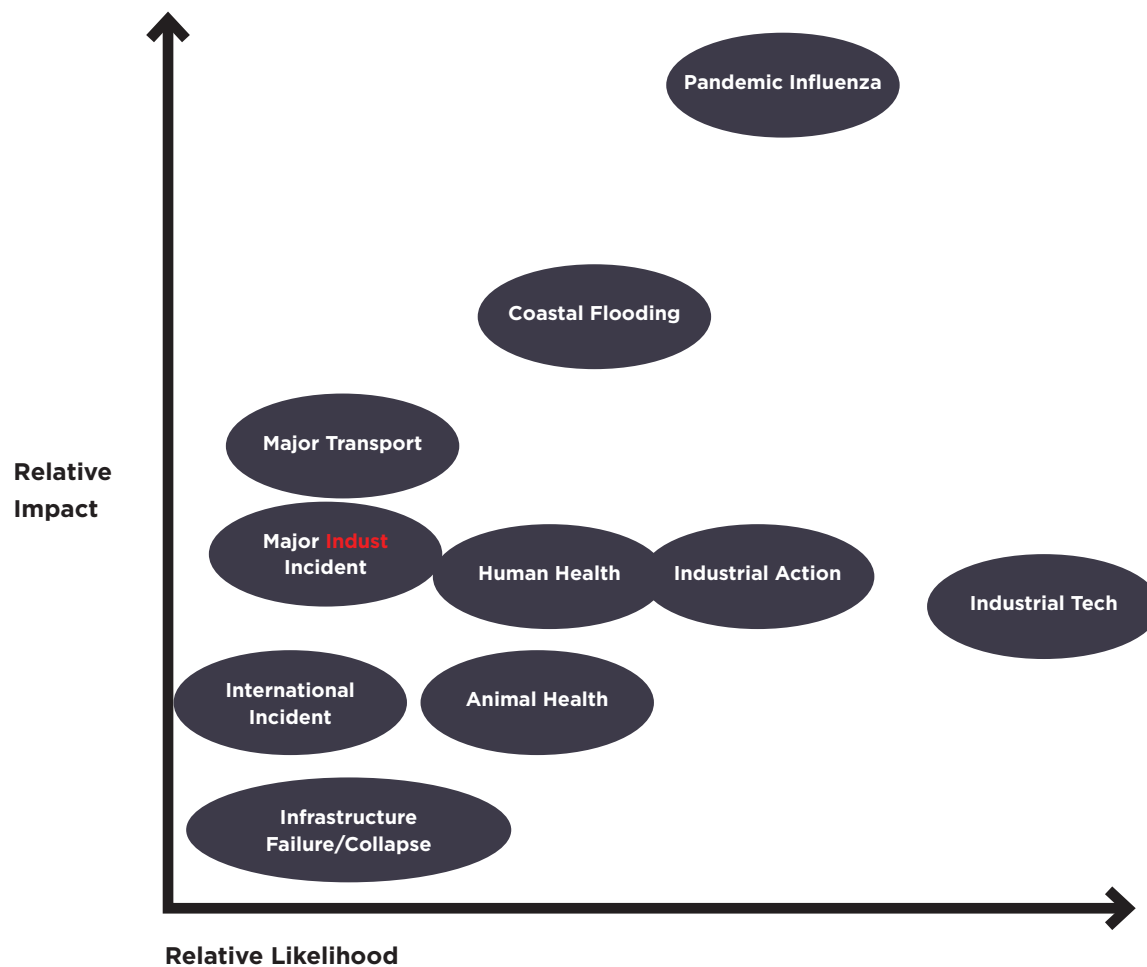 Pandemic Influenza
Coastal Flooding
Major Transport
Relative
Impact
Major Indust
Incident
Human Health
Industrial Action
Industrial Tech
International
Incident
Animal Health
Infrastructure
Failure/Collapse
Relative Likelihood